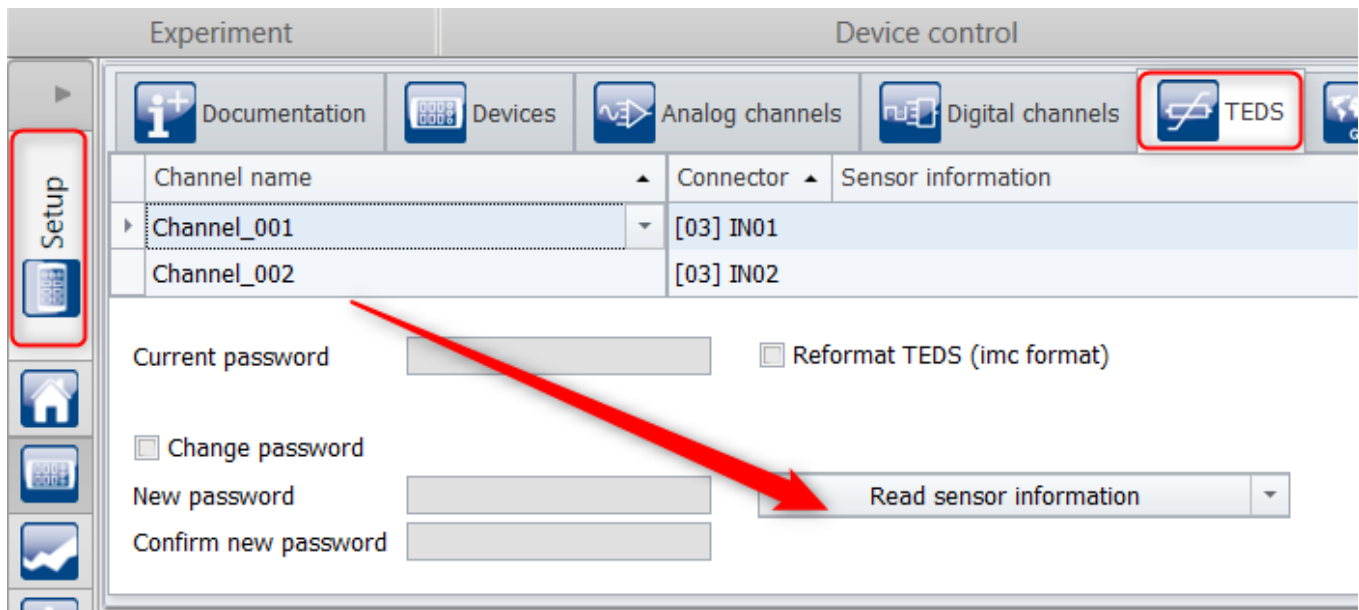 Experiment Device control
Setup
Documentation Devices Analog channels Digital channels TEDS G
Channel name Connector Sensor information
Channel_001 [03] IN01
Channel_002 [03] IN02
Current password Reformat TEDS (imc format)
Change password
New password Read sensor information
Confirm new password